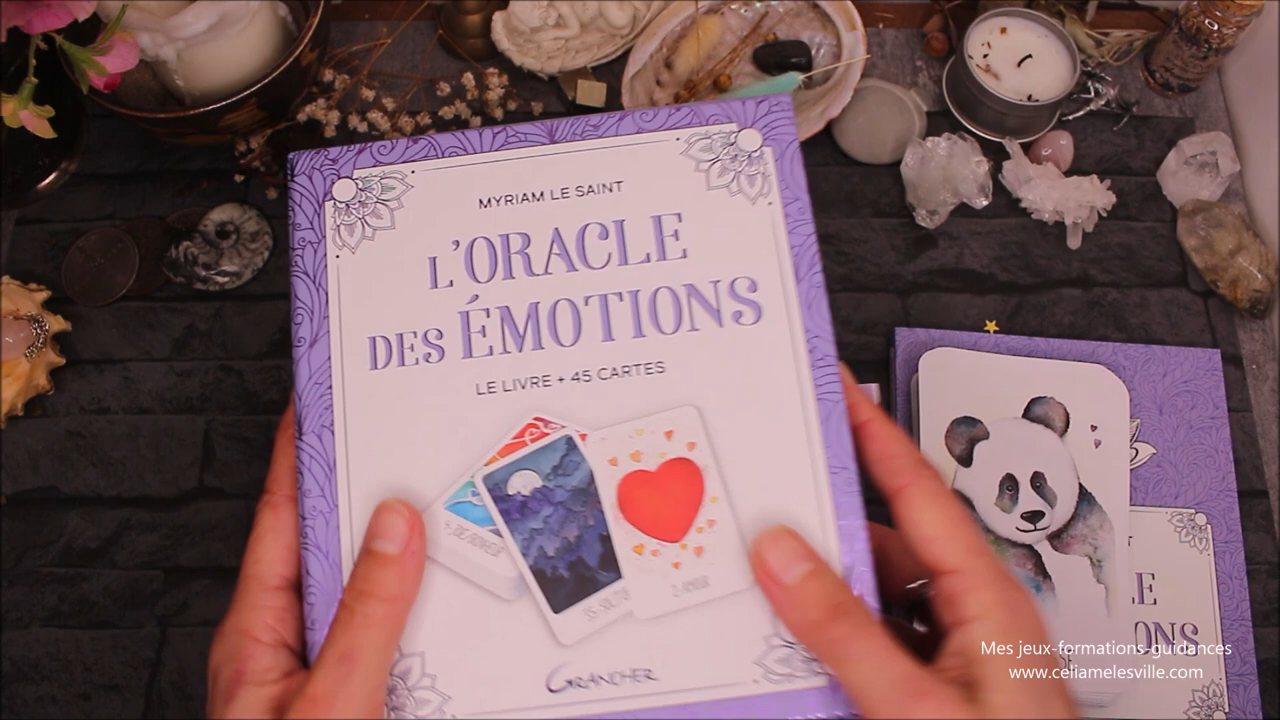 MYRIAM LE SAINT
L'ORACLE
DES ÉMOTIONS
LE LIVRE + 45 CARTES
GRANCHER
Mes jeux-formations-guidances
www.celiamelesville.com